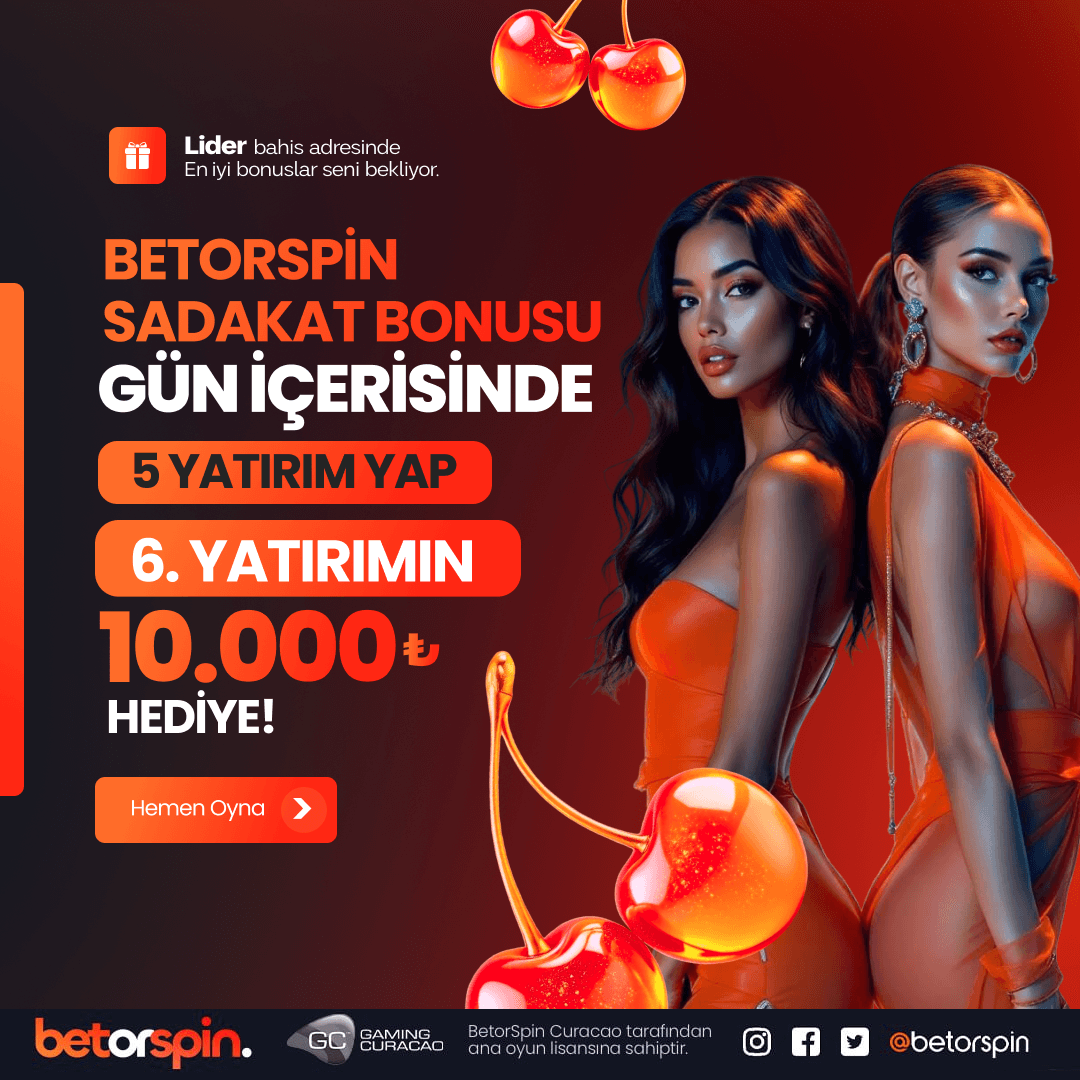 Lider bahis adresinde
En iyi bonuslar seni bekliyor.
BETORSPİN
SADAKAT BONUSU
GÜN İÇERİSİNDE
5 YATIRIM YAP
6. YATIRIMIN
10.000₺
HEDİYE!
Hemen Oyna
betorspin.
GC GAMING
CURACAO
BetorSpin Curacao tarafından
ana oyun lisansına sahiptir.
@betorspin